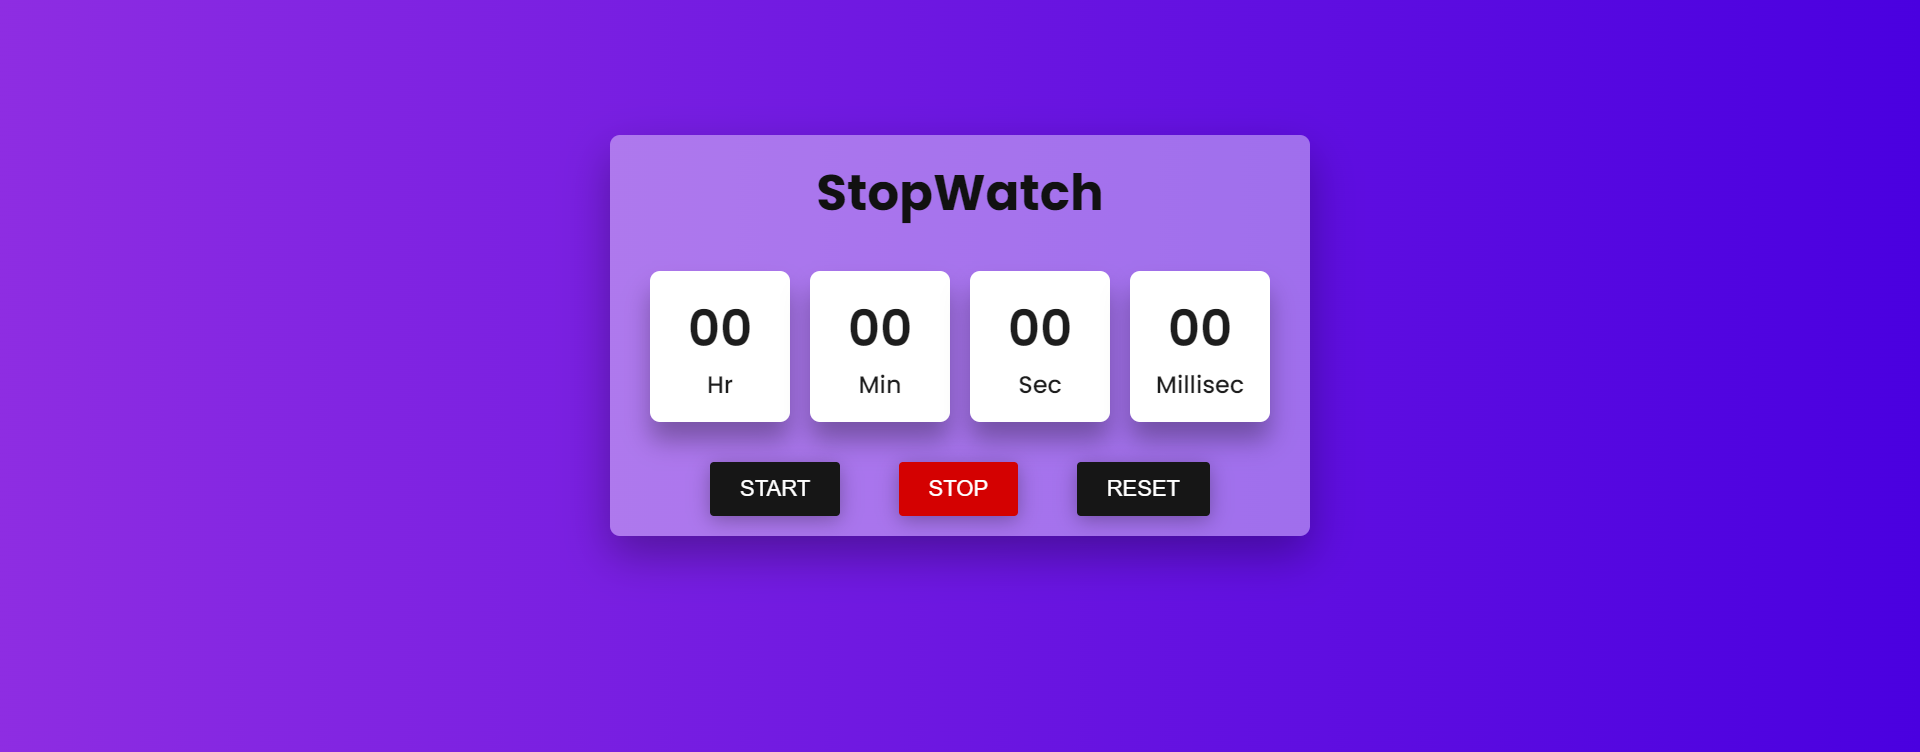 StopWatch
00 00 00 00
Hr Min Sec Millisec
START STOP RESET